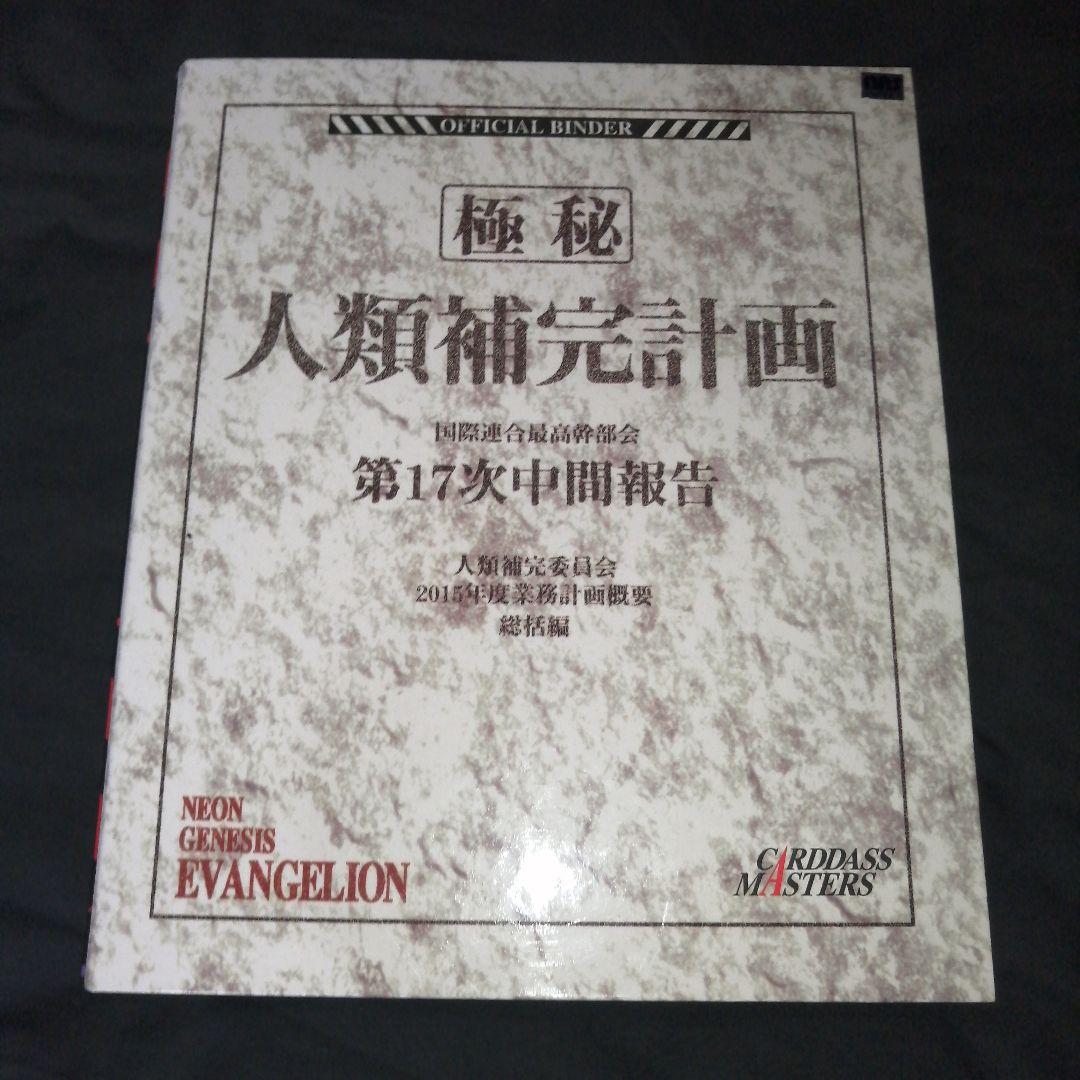 OFFICIAL BINDER
極秘
人類補完計画
国際連合最高幹部会
第17次中間報告
人類補完委員会
2015年度業務計画概要
総括編
NEON
GENESIS
EVANGELION
CARDDASS
MASTERS